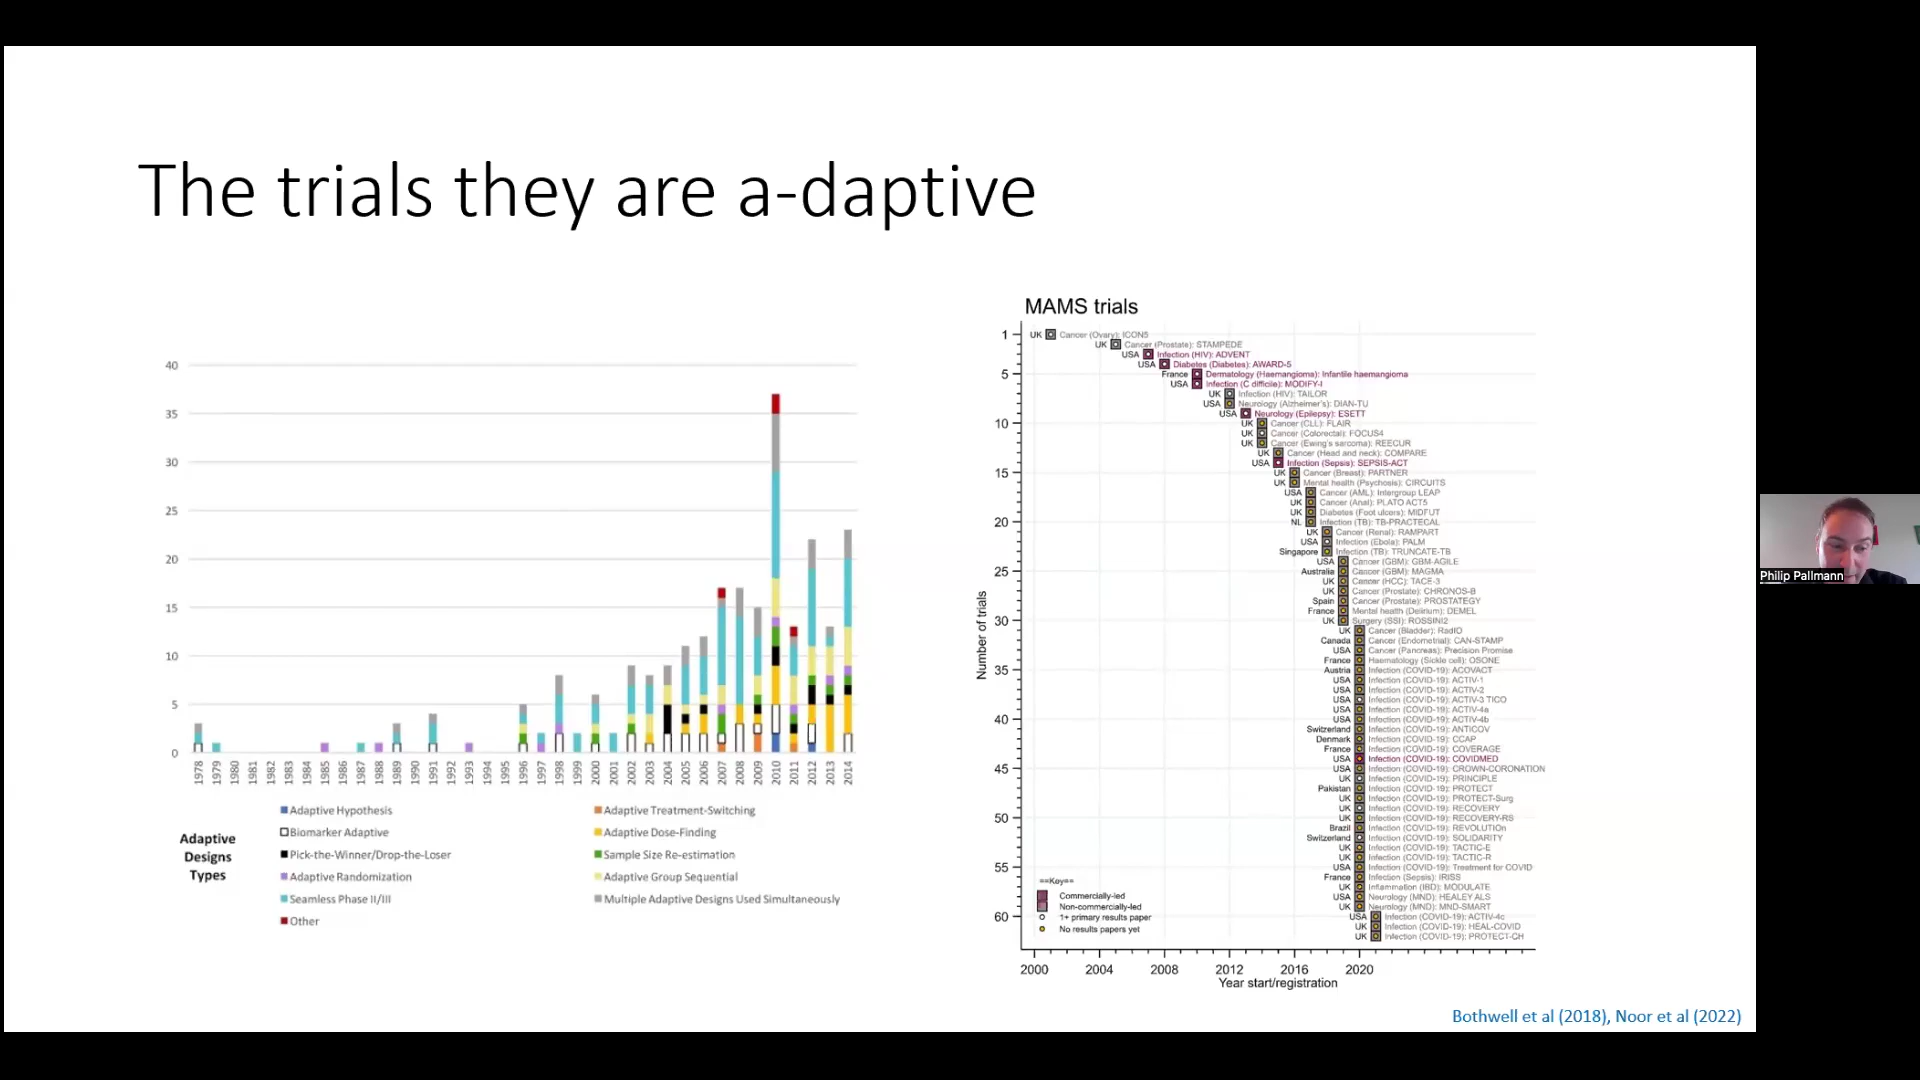 The trials they are a-daptive
40
35
30
25
20
15
10
5
0
1978 1979 1980 1981 1982 1983 1984 1985 1986 1987 1988 1989 1990 1991 1992 1993 1994 1995 1996 1997 1998 1999 2000 2001 2002 2003 2004 2005 2006 2007 2008 2009 2010 2011 2012 2013 2014
Adaptive Designs Types
Adaptive Hypothesis
Adaptive Treatment-Switching
Biomarker Adaptive
Adaptive Dose-Finding
Pick-the-Winner/Drop-the-Loser
Sample Size Re-estimation
Adaptive Randomization
Adaptive Group Sequential
Seamless Phase II/III
Multiple Adaptive Designs Used Simultaneously
Other
MAMS trials
Number of trials
1 UK Cancer (Ovary): ICON5
UK Cancer (Prostate): STAMPEDE
USA Infection (HIV): ADVENT
USA Diabetes (Diabetes): AWARD-5
5 France Dermatology (Haemangioma): Infantile haemangioma
USA Infection (C difficile): MODIFY-I
UK Infection (HIV): TAILOR
USA Neurology (Alzheimer's): DIAN-TU
USA Neurology (Epilepsy): ESETT
10 UK Cancer (CLL): FLAIR
UK Cancer (Colorectal): FOCUS4
UK Cancer (Ewing's sarcoma): REECUR
UK Cancer (Head and neck): COMPARE
USA Infection (Sepsis): SEPSIS-ACT
15 UK Cancer (Breast): PARTNER
UK Mental health (Psychosis): CIRCUITS
USA Cancer (AML): Intergroup LEAP
UK Cancer (Anal): PLATO ACT5
UK Diabetes (Foot ulcers): MIDFUT
20 NL Infection (TB): TB-PRACTECAL
UK Cancer (Renal): RAMPART
USA Infection (Ebola): PALM
Singapore Infection (TB): TRUNCATE-TB
USA Cancer (GBM): GBM-AGILE
25 Australia Cancer (GBM): MAGMA
UK Cancer (HCC): TACE-3
UK Cancer (Prostate): CHRONOS-B
Spain Cancer (Prostate): PROSTATEGY
France Mental health (Delirium): DEMEL
30 UK Surgery (SSI): ROSSINI2
UK Cancer (Bladder): RadIO
Canada Cancer (Endometrial): CAN-STAMP
USA Cancer (Pancreas): Precision Promise
France Haematology (Sickle cell): OSONE
35 Austria Infection (COVID-19): ACOVACT
USA Infection (COVID-19): ACTIV-1
USA Infection (COVID-19): ACTIV-2
USA Infection (COVID-19): ACTIV-3 TICO
USA Infection (COVID-19): ACTIV-4a
40 USA Infection (COVID-19): ACTIV-4b
Switzerland Infection (COVID-19): ANTICOV
Denmark Infection (COVID-19): CCAP
France Infection (COVID-19): COVERAGE
USA Infection (COVID-19): COVIDMED
45 USA Infection (COVID-19): CROWN-CORONATION
UK Infection (COVID-19): PRINCIPLE
Pakistan Infection (COVID-19): PROTECT
UK Infection (COVID-19): PROTECT-Surg
UK Infection (COVID-19): RECOVERY
50 UK Infection (COVID-19): RECOVERY-RS
Brazil Infection (COVID-19): REVOLUTIOn
Switzerland Infection (COVID-19): SOLIDARITY
UK Infection (COVID-19): TACTIC-E
UK Infection (COVID-19): TACTIC-R
55 USA Infection (COVID-19): Treatment for COVID
France Infection (Sepsis): IRISS
UK Inflammation (IBD): MODULATE
USA Neurology (MND): HEALEY ALS
UK Neurology (MND): MND-SMART
60 USA Infection (COVID-19): ACTIV-4c
UK Infection (COVID-19): HEAL-COVID
UK Infection (COVID-19): PROTECT-CH
==Key==
Commercially-led
Non-commercially-led
1+ primary results paper
No results papers yet
2000 2004 2008 2012 2016 2020
Year start/registration
Bothwell et al (2018), Noor et al (2022)
Philip Pallmann